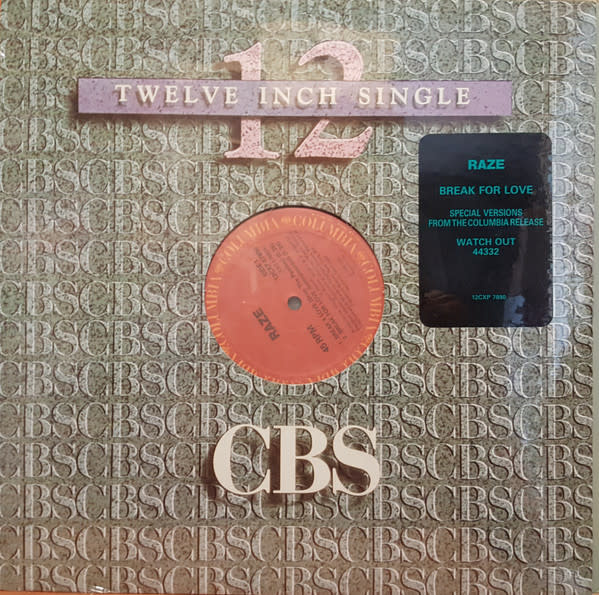 12
TWELVE INCH SINGLE
RAZE
BREAK FOR LOVE
SPECIAL VERSIONS
FROM THE COLUMBIA RELEASE
WATCH OUT
44332
12CXP 7890
COLUMBIA
RAZE
45 RPM
CBS